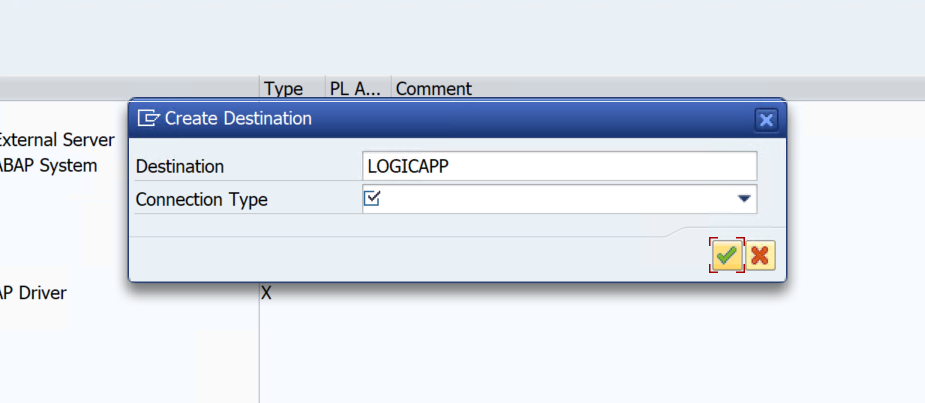 Type PL A... Comment
Create Destination
External Server
Destination LOGICAPP
ABAP System
Connection Type
AP Driver X